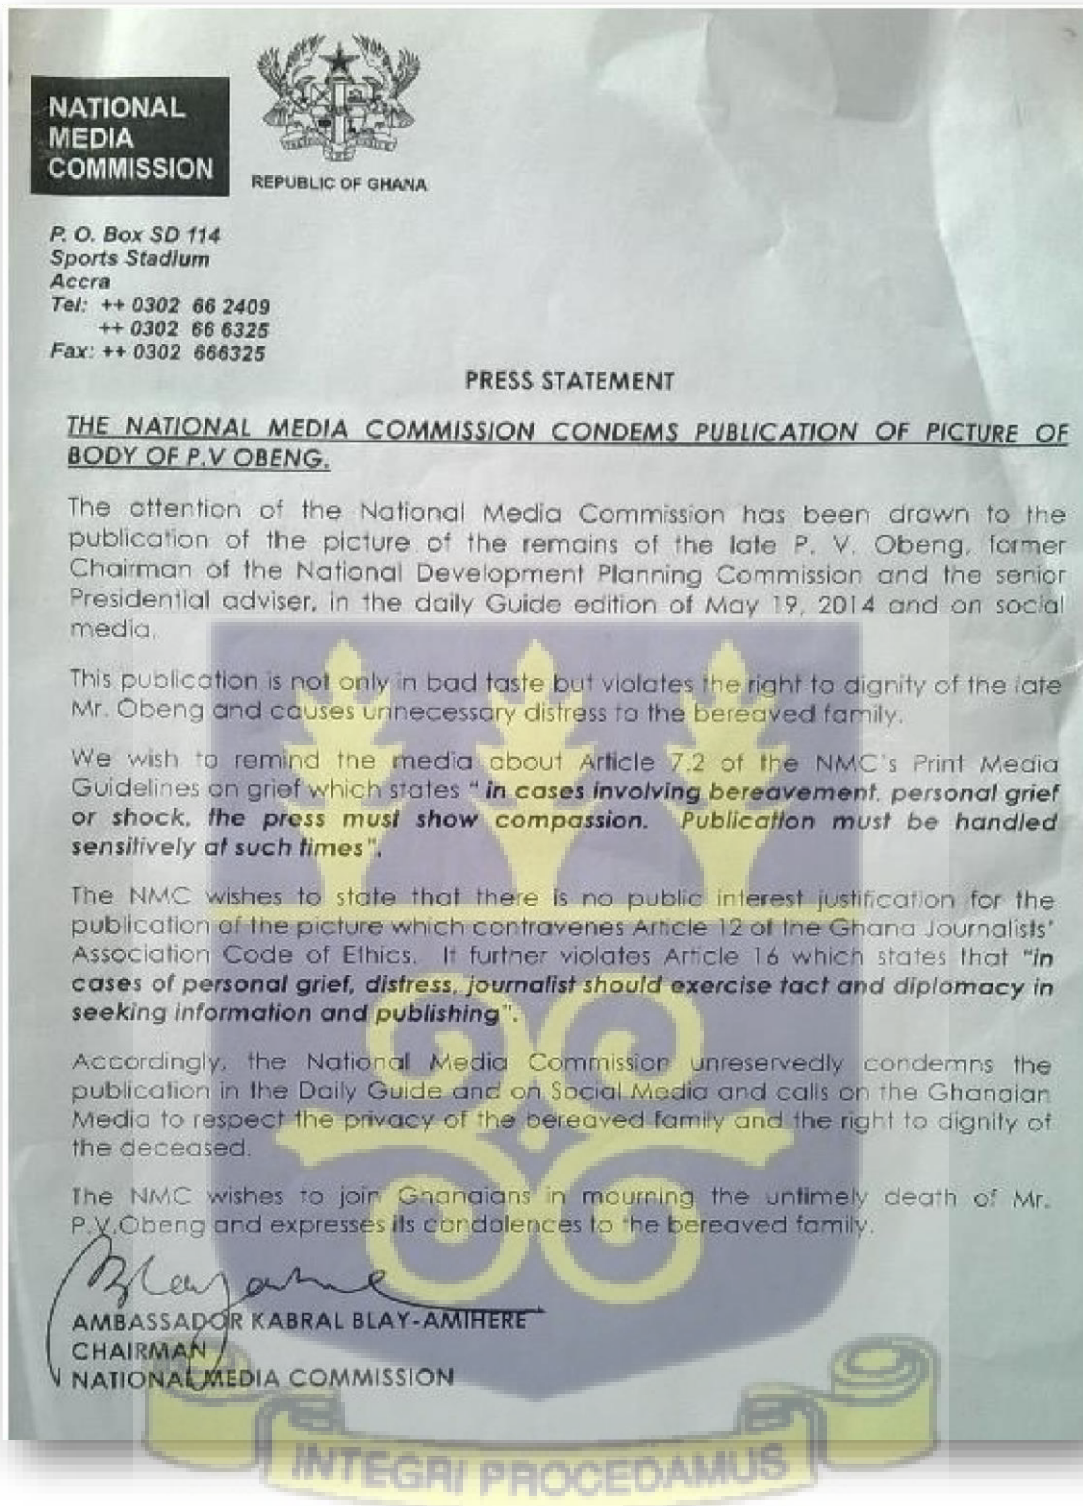 NATIONAL
MEDIA
COMMISSION
REPUBLIC OF GHANA
P. O. Box SD 114
Sports Stadium
Accra
Tel: ++ 0302 66 2409
++ 0302 66 6325
Fax: ++ 0302 666325
PRESS STATEMENT
THE NATIONAL MEDIA COMMISSION CONDEMS PUBLICATION OF PICTURE OF
BODY OF P.V OBENG.
The attention of the National Media Commission has been drawn to the
publication of the picture of the remains of the late P. V. Obeng, former
Chairman of the National Development Planning Commission and the senior
Presidential adviser, in the daily Guide edition of May 19, 2014 and on social
media.
This publication is not only in bad taste but violates the right to dignity of the late
Mr. Obeng and causes unnecessary distress to the bereaved family.
We wish to remind the media about Article 7.2 of the NMC's Print Media
Guidelines on grief which states " in cases involving bereavement, personal grief
or shock, the press must show compassion. Publication must be handled
sensitively at such times".
The NMC wishes to state that there is no public interest justification for the
publication of the picture which contravenes Article 12 of the Ghana Journalists'
Association Code of Ethics. It further violates Article 16 which states that "in
cases of personal grief, distress, journalist should exercise tact and diplomacy in
seeking information and publishing".
Accordingly, the National Media Commission unreservedly condemns the
publication in the Daily Guide and on Social Media and calls on the Ghanaian
Media to respect the privacy of the bereaved family and the right to dignity of
the deceased.
The NMC wishes to join Ghanaians in mourning the untimely death of Mr.
P.V.Obeng and expresses its condolences to the bereaved family.
AMBASSADOR KABRAL BLAY-AMIHERE
CHAIRMAN
NATIONAL MEDIA COMMISSION
INTEGRI PROCEDAMUS